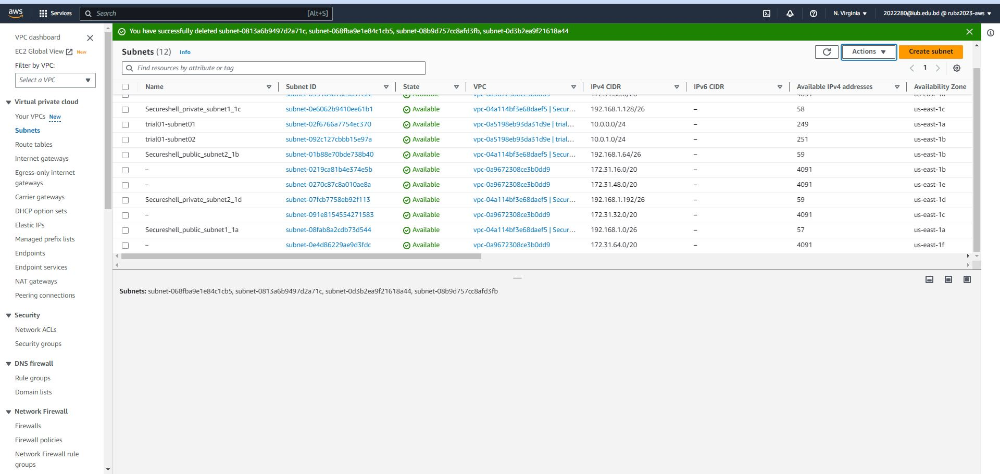 aws Services Search [Alt+S] N. Virginia 2022280@iub.edu.bd @ rubz2023-aws
VPC dashboard
EC2 Global View New
Filter by VPC:
Select a VPC
Virtual private cloud
Your VPCs New
Subnets
Route tables
Internet gateways
Egress-only internet
gateways
Carrier gateways
DHCP option sets
Elastic IPs
Managed prefix lists
Endpoints
Endpoint services
NAT gateways
Peering connections
Security
Network ACLs
Security groups
DNS firewall
Rule groups
Domain lists
Network Firewall
Firewalls
Firewall policies
Network Firewall rule
groups
You have successfully deleted subnet-0813a6b9497d2a71c, subnet-068fba9e1e84c1cb5, subnet-08b9d757cc8afd3fb, subnet-0d3b2ea9f21618a44
Subnets (12) Info Actions Create subnet
Find resources by attribute or tag 1
Name Subnet ID State VPC IPv4 CIDR IPv6 CIDR Available IPv4 addresses Availability Zone
Available vpc-0a9672308ce3b0dd9 4091 us-east-1a
Secureshell_private_subnet1_1c subnet-0e6062b9410ee61b1 Available vpc-04a114bf3e68daef5 | Secur... 192.168.1.128/26 – 58 us-east-1c
trial01-subnet01 subnet-02f6766a7754ec370 Available vpc-0a5198eb93da31d9e | trial... 10.0.0.0/24 – 249 us-east-1a
trial01-subnet02 subnet-092c127cbbb15e97a Available vpc-0a5198eb93da31d9e | trial... 10.0.1.0/24 – 251 us-east-1b
Secureshell_public_subnet2_1b subnet-01b88e70bde738b40 Available vpc-04a114bf3e68daef5 | Secur... 192.168.1.64/26 – 59 us-east-1b
– subnet-0219ca81b4e374e5b Available vpc-0a9672308ce3b0dd9 172.31.16.0/20 – 4091 us-east-1b
– subnet-0270c87c8a010ae8a Available vpc-0a9672308ce3b0dd9 172.31.48.0/20 – 4091 us-east-1e
Secureshell_private_subnet2_1d subnet-07fcb7758eb92f113 Available vpc-04a114bf3e68daef5 | Secur... 192.168.1.192/26 – 59 us-east-1d
– subnet-091e8154554271583 Available vpc-0a9672308ce3b0dd9 172.31.32.0/20 – 4091 us-east-1c
Secureshell_public_subnet1_1a subnet-08fab8a2cdb73d544 Available vpc-04a114bf3e68daef5 | Secur... 192.168.1.0/26 – 57 us-east-1a
– subnet-0e4d86229ae9d3fdc Available vpc-0a9672308ce3b0dd9 172.31.64.0/20 – 4091 us-east-1f
Subnets: subnet-068fba9e1e84c1cb5, subnet-0813a6b9497d2a71c, subnet-0d3b2ea9f21618a44, subnet-08b9d757cc8afd3fb